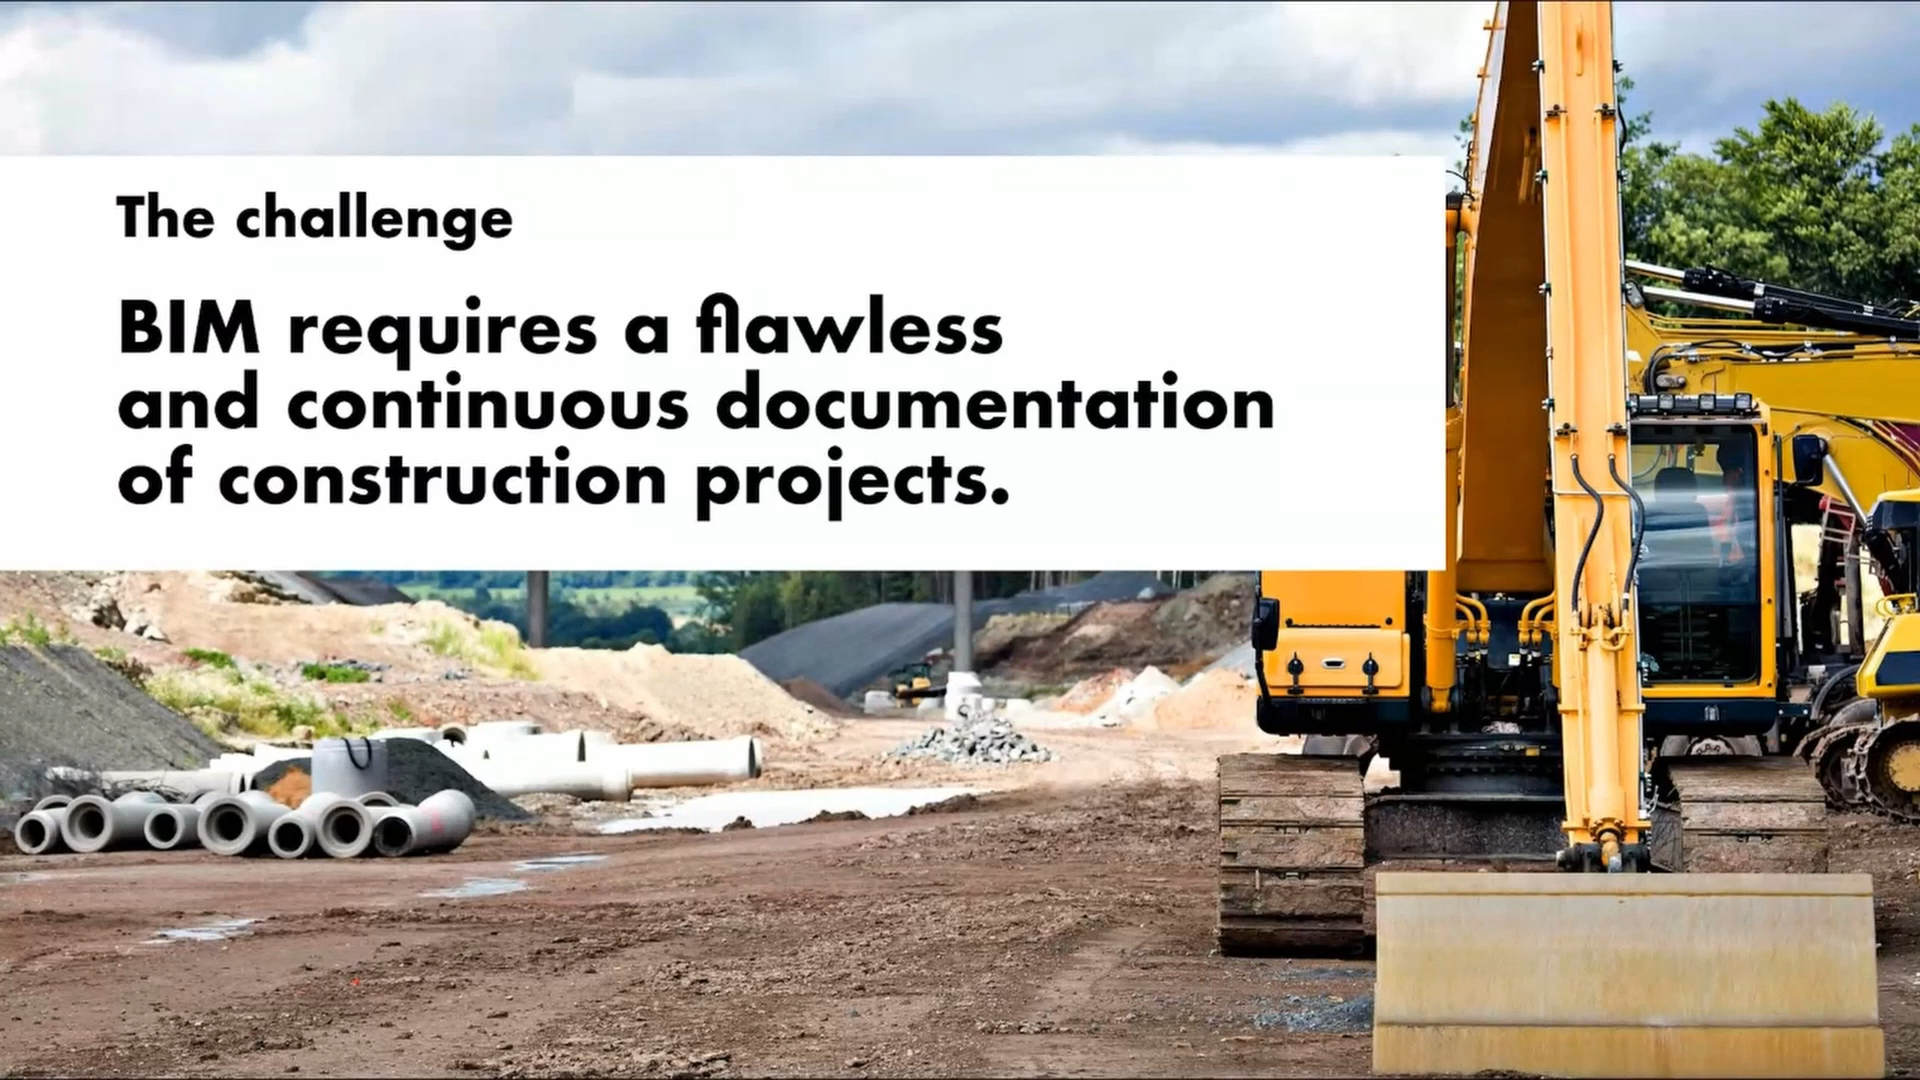 The challenge
BIM requires a flawless
and continuous documentation
of construction projects.